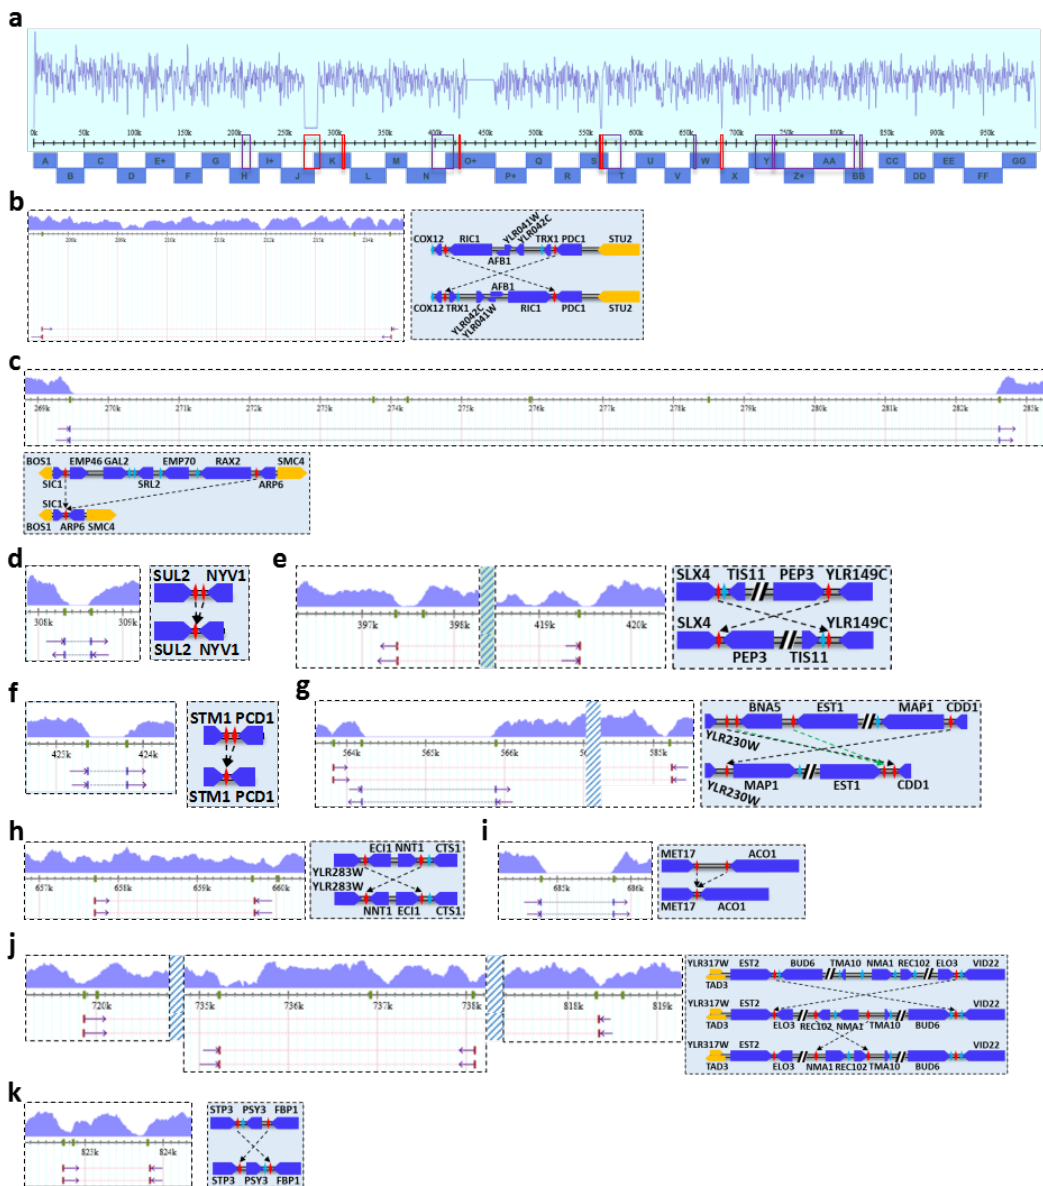 a
0k 50k 100k 150k 200k 250k 300k 350k 400k 450k 500k 550k 600k 650k 700k 750k 800k 850k 900k 950k
A C E+ G I+ K M O+ Q S U W Y AA CC EE GG
B D F H J L N P+ R T V X Z+ BB DD FF
b
209k 210k 211k 212k 213k 214k
COX12 RIC1 YLR041W YLR042C TRX1 PDC1 STU2
AFB1
AFB1
COX12 TRX1 YLR042C YLR041W RIC1 PDC1 STU2
c
269k 270k 271k 272k 273k 274k 275k 276k 277k 278k 279k 280k 281k 282k 283k
BOS1 EMP46 GAL2 EMP70 RAX2 SMC4
SIC1 SRL2 ARP6
SIC1
BOS1 ARP6 SMC4
d
308k 309k
SUL2 NYV1
SUL2 NYV1
e
397k 398k 419k 420k
SLX4 TIS11 PEP3 YLR149C
SLX4 YLR149C
PEP3 TIS11
f
423k 424k
STM1 PCD1
STM1 PCD1
g
564k 565k 566k 585k
BNA5 EST1 MAP1 CDD1
YLR230W
YLR230W MAP1 EST1 CDD1
h
657k 658k 659k 660k
ECI1 NNT1 CTS1
YLR283W
YLR283W
NNT1 ECI1 CTS1
i
685k 686k
MET17 ACO1
MET17 ACO1
j
720k 735k 736k 737k 738k 818k 819k
YLR317W EST2 BUD6 TMA10 NMA1 REC102 ELO3 VID22
TAD3
YLR317W EST2 VID22
TAD3 ELO3 REC102 NMA1 TMA10 BUD6
YLR317W EST2 VID22
TAD3 ELO3 NMA1 REC102 TMA10 BUD6
k
823k 824k
STP3 PSY3 FBP1
STP3 PSY3 FBP1